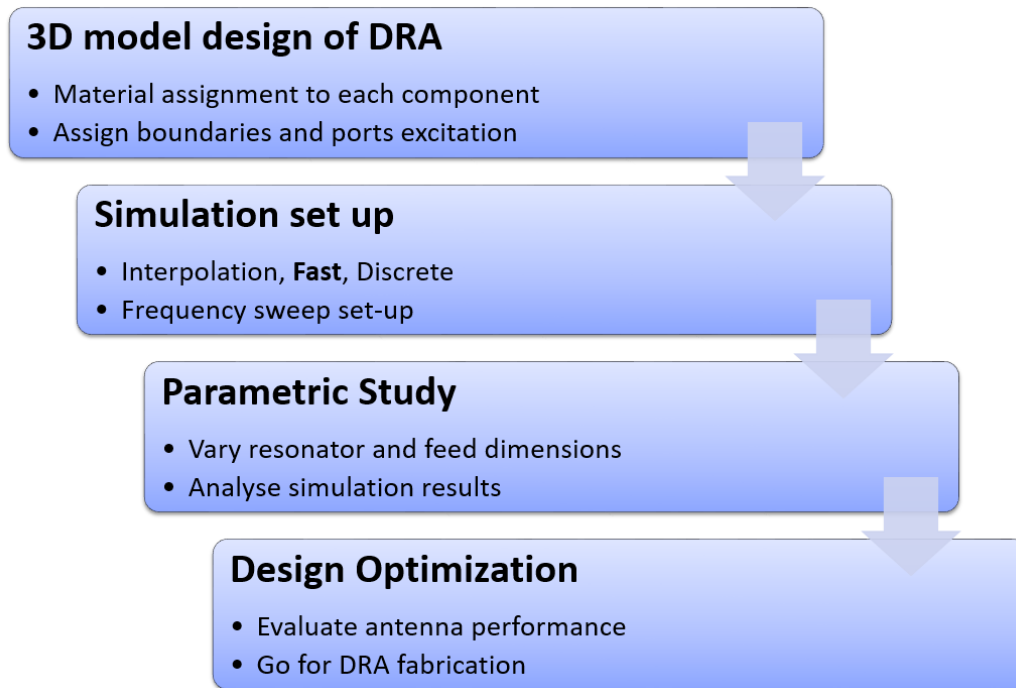 3D model design of DRA
• Material assignment to each component
• Assign boundaries and ports excitation
Simulation set up
• Interpolation, Fast, Discrete
• Frequency sweep set-up
Parametric Study
• Vary resonator and feed dimensions
• Analyse simulation results
Design Optimization
• Evaluate antenna performance
• Go for DRA fabrication